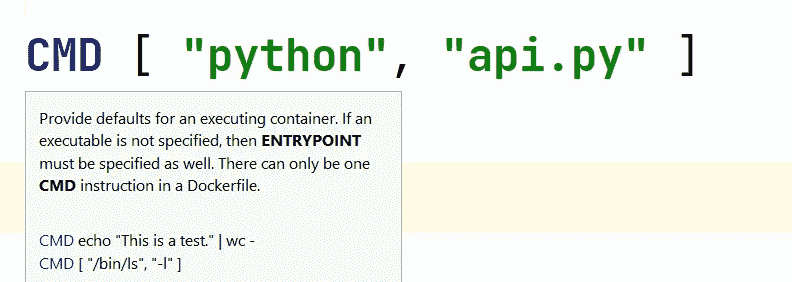 CMD [ "python", "api.py" ]
Provide defaults for an executing container. If an
executable is not specified, then ENTRYPOINT
must be specified as well. There can only be one
CMD instruction in a Dockerfile.
CMD echo "This is a test." | wc -
CMD [ "/bin/ls", "-l" ]